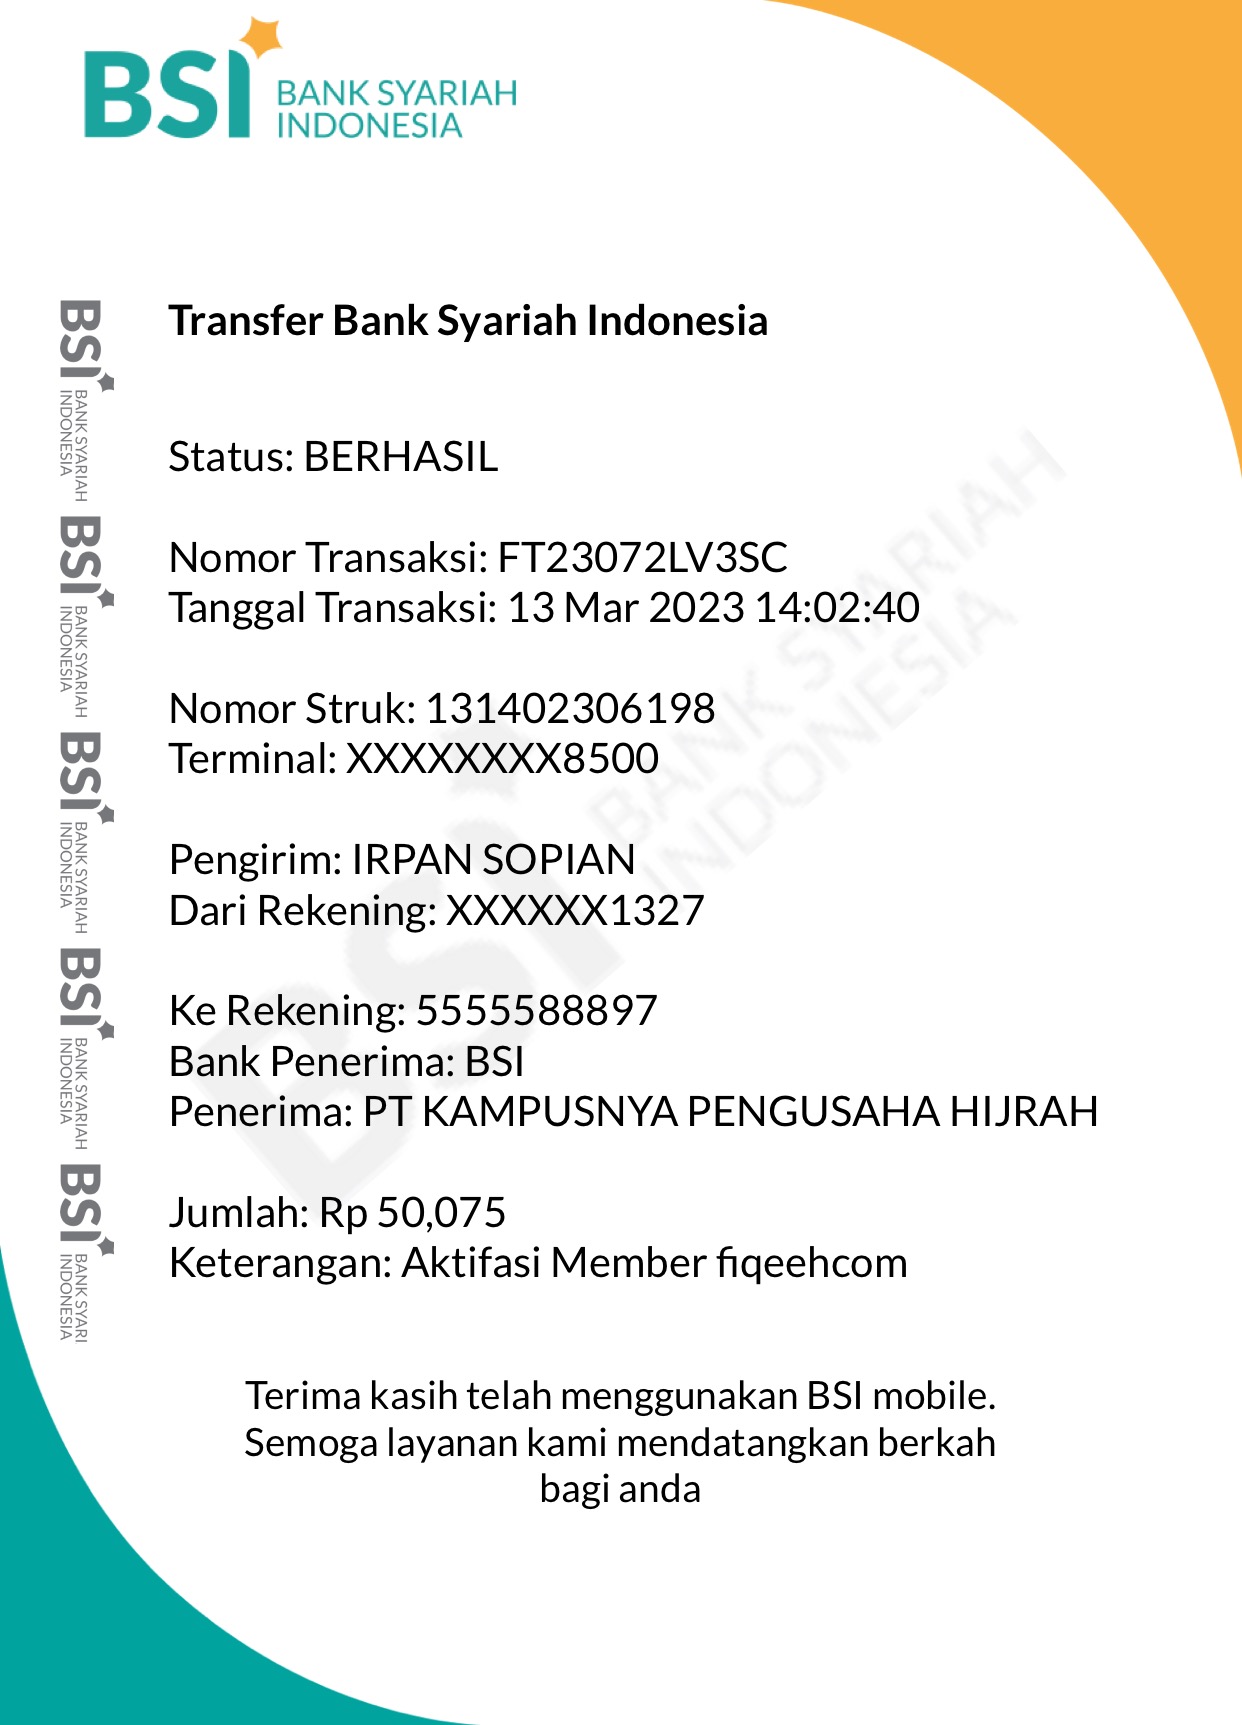 BSI BANK SYARIAH
INDONESIA
Transfer Bank Syariah Indonesia
Status: BERHASIL
Nomor Transaksi: FT23072LV3SC
Tanggal Transaksi: 13 Mar 2023 14:02:40
Nomor Struk: 131402306198
Terminal: XXXXXXXX8500
Pengirim: IRPAN SOPIAN
Dari Rekening: XXXXXX1327
Ke Rekening: 5555588897
Bank Penerima: BSI
Penerima: PT KAMPUSNYA PENGUSAHA HIJRAH
Jumlah: Rp 50,075
Keterangan: Aktifasi Member fiqeehcom
Terima kasih telah menggunakan BSI mobile.
Semoga layanan kami mendatangkan berkah
bagi anda
BSI BANK SYARIAH
INDONESIA
BSI BANK SYARIAH
INDONESIA
BSI BANK SYARIAH
INDONESIA
BSI BANK SYARIAH
INDONESIA
BSI BANK SYARI
INDONESIA
BSI BANK SYARIAH
INDONESIA